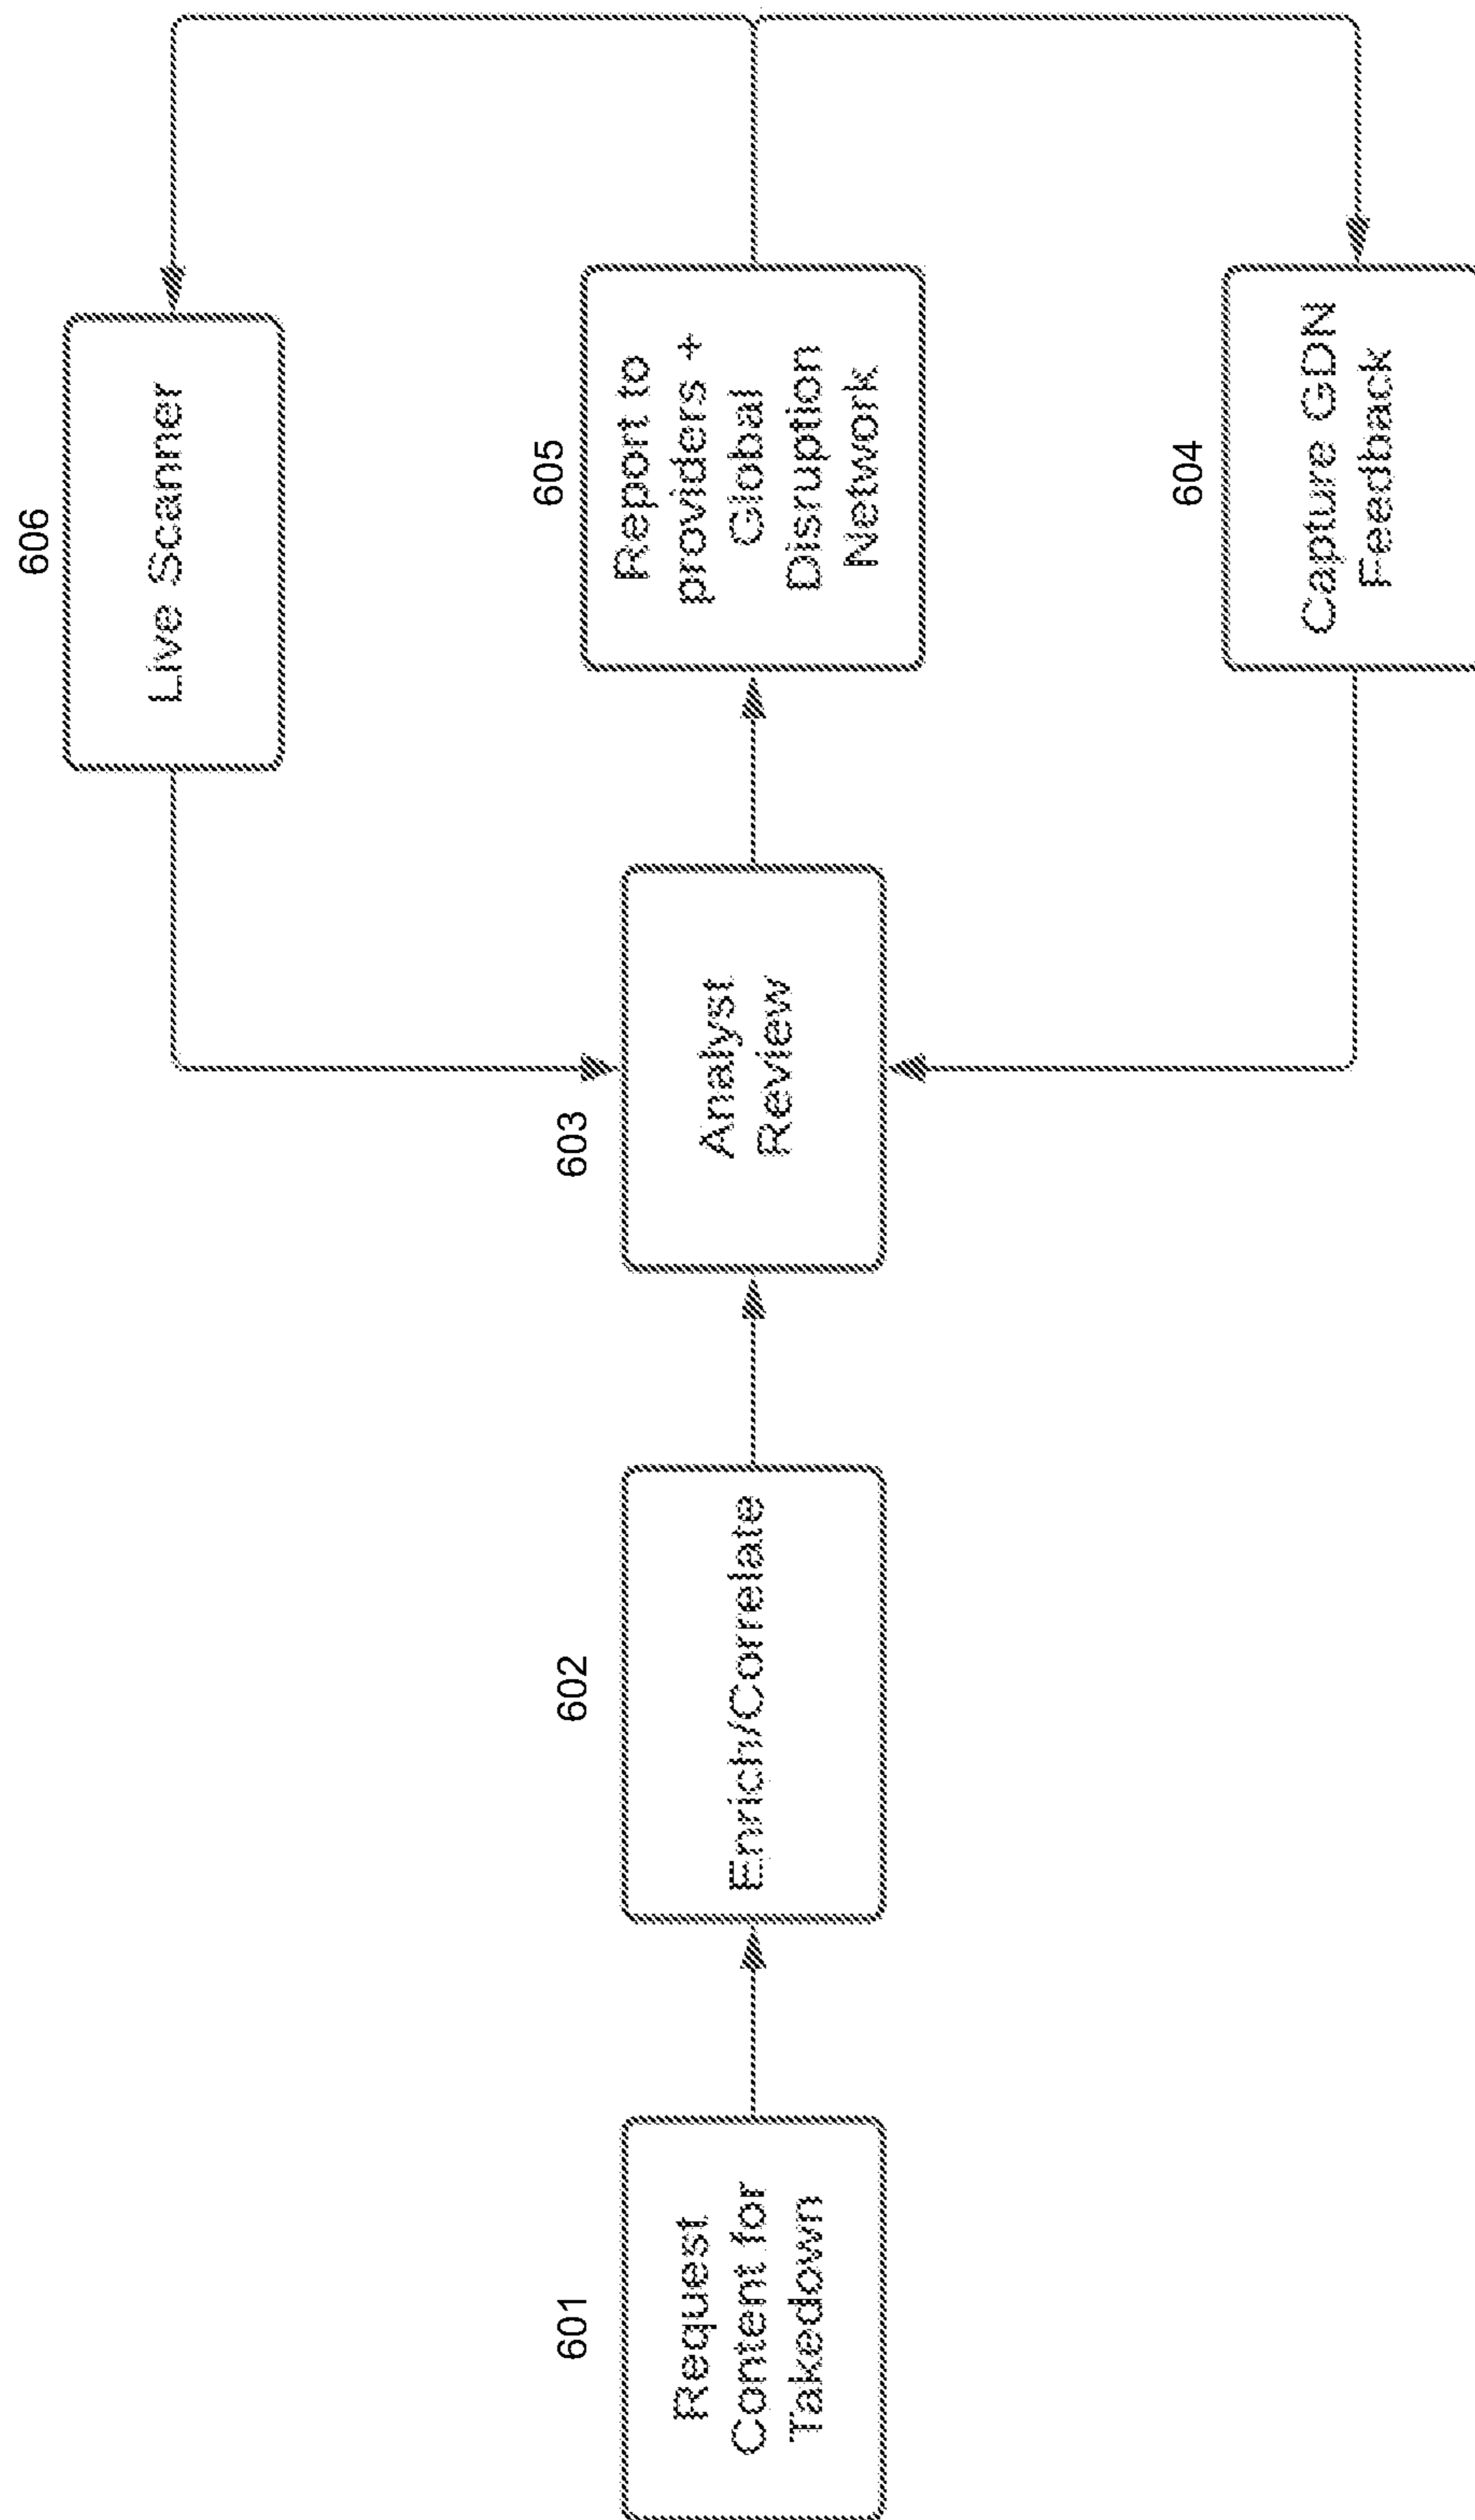 606
Live Scanner
605
Report to
providers +
Global
Disruption
Network
604
Capture GDN
Feedback
603
Analyst
Review
602
Enrich/Correlate
601
Request
Content for
Takedown